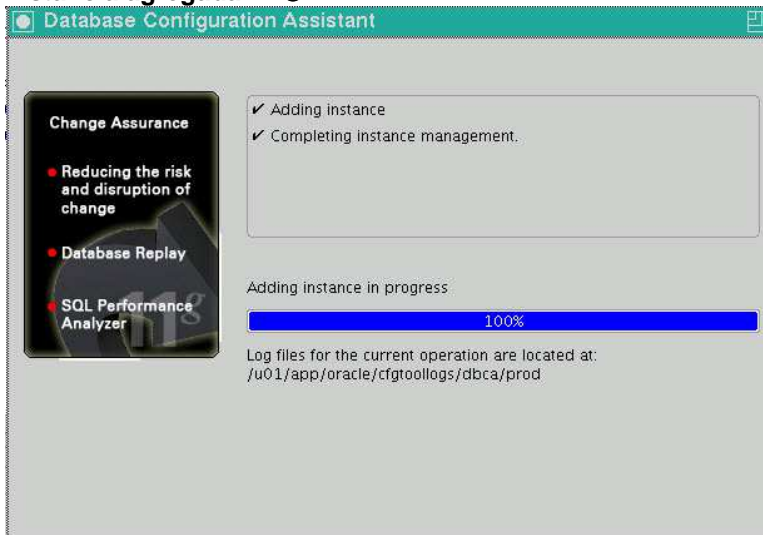 Database Configuration Assistant
Change Assurance
Reducing the risk
and disruption of
change
Database Replay
SQL Performance
Analyzer
11g
✔ Adding instance
✔ Completing instance management.
Adding instance in progress
100%
Log files for the current operation are located at:
/u01/app/oracle/cfgtoollogs/dbca/prod